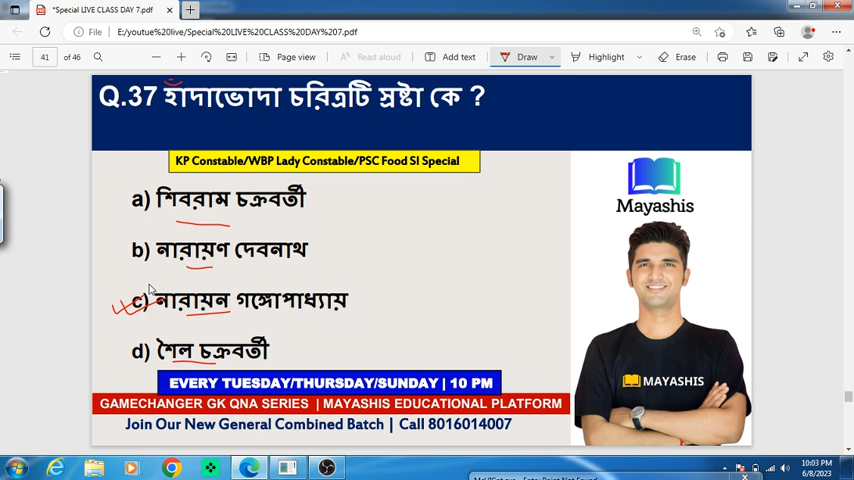 *Special LIVE CLASS DAY 7.pdf
File
E:/youtue%20live/Special%20LIVE%20CLASS%20DAY%207.pdf
41 of 46
Page view
Read aloud
Add text
Draw
Highlight
Erase
Q.37 হাঁদাভোদা চরিত্রটি স্রষ্টা কে ?
KP Constable/WBP Lady Constable/PSC Food SI Special
a) শিবরাম চক্রবর্তী
b) নারায়ণ দেবনাথ
c) নারায়ন গঙ্গোপাধ্যায়
d) শৈল চক্রবর্তী
Mayashis
MAYASHIS
EVERY TUESDAY/THURSDAY/SUNDAY | 10 PM
GAMECHANGER GK QNA SERIES | MAYASHIS EDUCATIONAL PLATFORM
Join Our New General Combined Batch | Call 8016014007
10:03 PM
6/8/2023